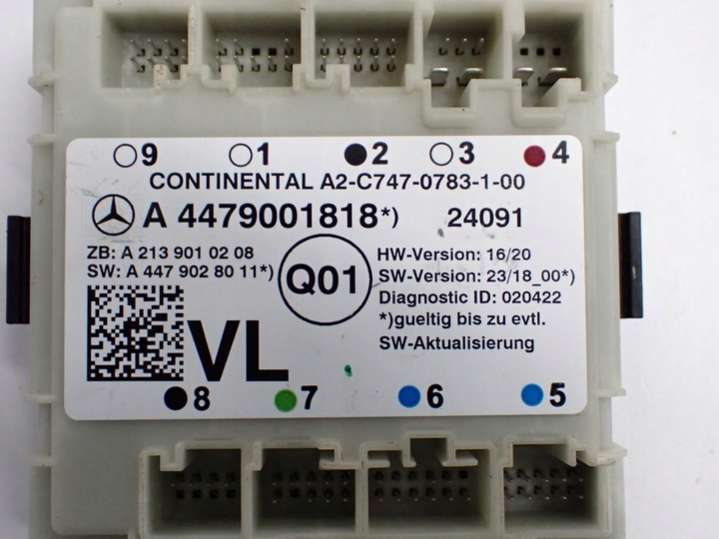 9 1 2 3 4
CONTINENTAL A2-C747-0783-1-00
A 4479001818*) 24091
ZB: A 213 901 02 08
SW: A 447 902 80 11*)
Q01
HW-Version: 16/20
SW-Version: 23/18_00*)
Diagnostic ID: 020422
*)gueltig bis zu evtl.
SW-Aktualisierung
VL
8 7 6 5